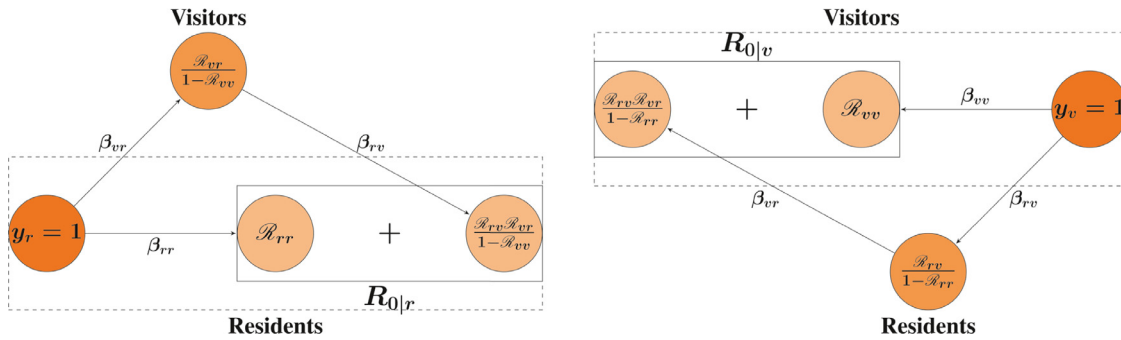 Visitors
ℛvr / 1−ℛvv
βvr
βrv
yr = 1
βrr
ℛrr
+
ℛrvℛvr / 1−ℛvv
R0|r
Residents
Visitors
R0|v
ℛrvℛvr / 1−ℛrr
+
ℛvv
βvv
yv = 1
βvr
βrv
ℛrv / 1−ℛrr
Residents